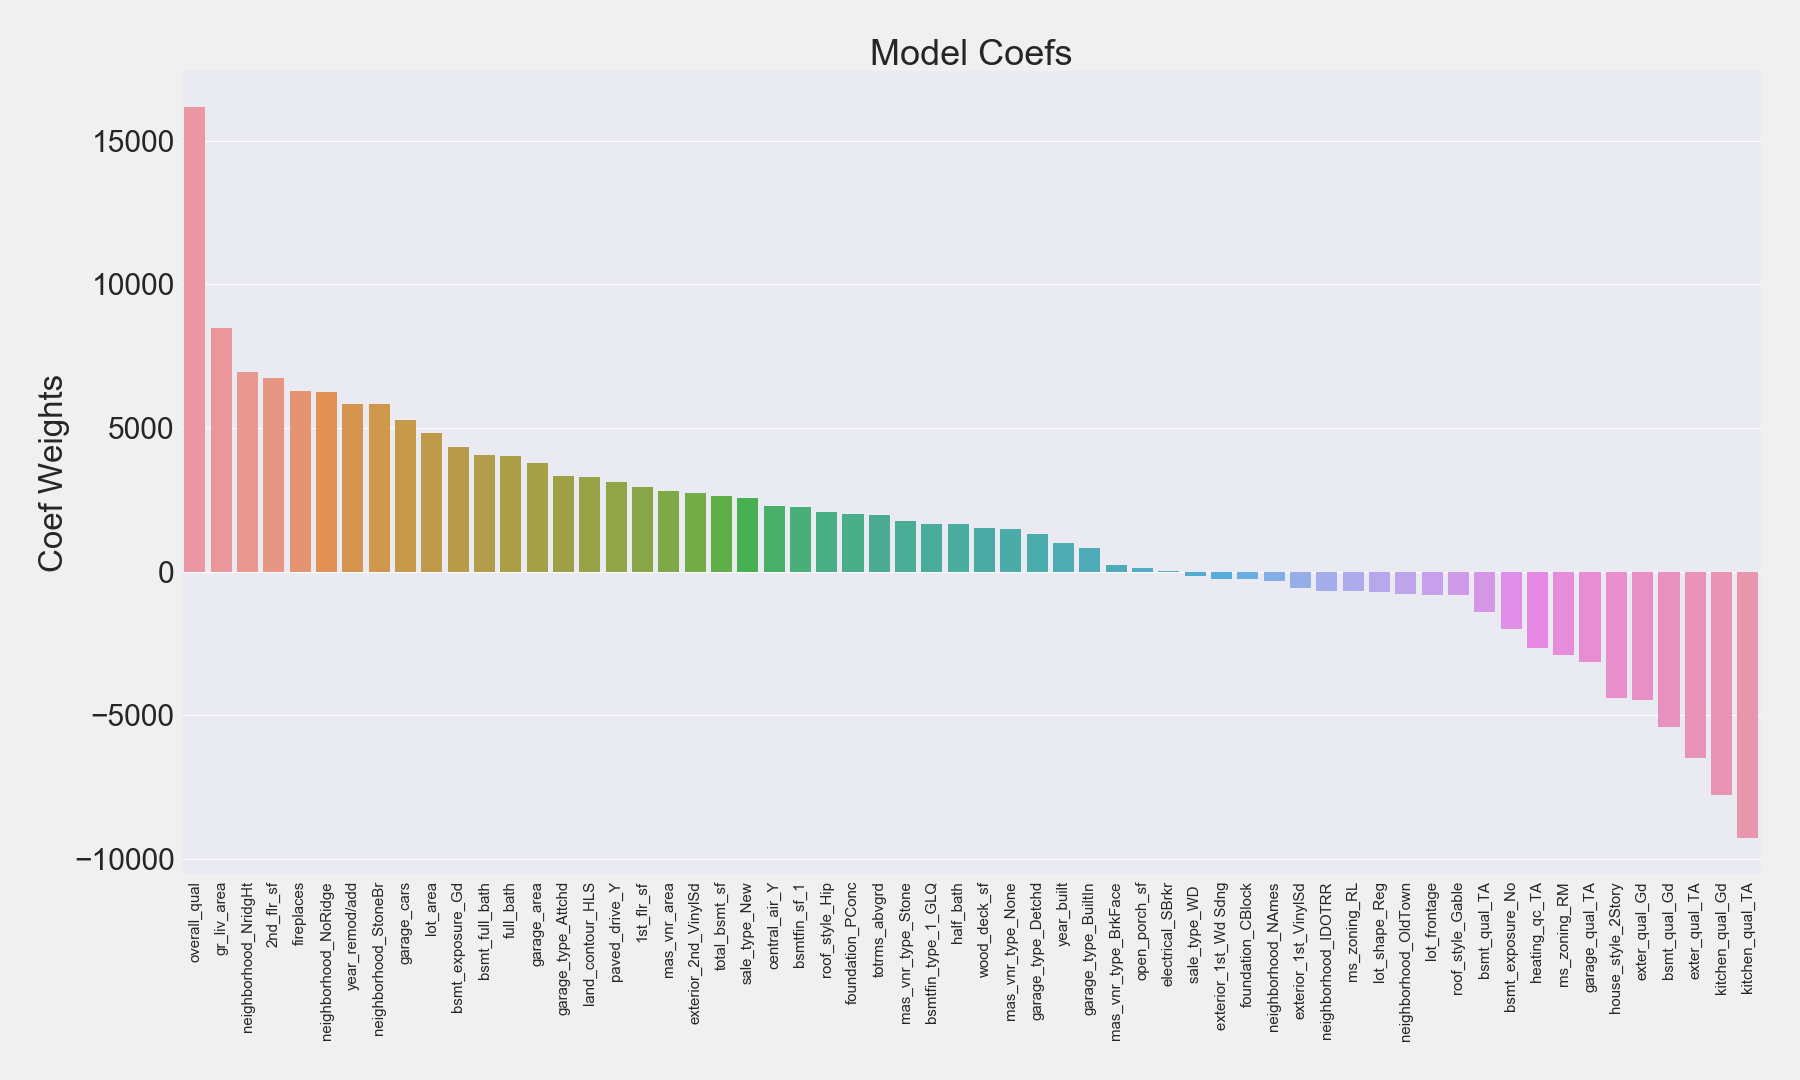 Model Coefs
Coef Weights
15000
10000
5000
0
−5000
−10000
overall_qual
gr_liv_area
neighborhood_NridgHt
2nd_flr_sf
fireplaces
neighborhood_NoRidge
year_remod/add
neighborhood_StoneBr
garage_cars
lot_area
bsmt_exposure_Gd
bsmt_full_bath
full_bath
garage_area
garage_type_Attchd
land_contour_HLS
paved_drive_Y
1st_flr_sf
mas_vnr_area
exterior_2nd_VinylSd
total_bsmt_sf
sale_type_New
central_air_Y
bsmtfin_sf_1
roof_style_Hip
foundation_PConc
totrms_abvgrd
mas_vnr_type_Stone
bsmtfin_type_1_GLQ
half_bath
wood_deck_sf
mas_vnr_type_None
garage_type_Detchd
year_built
garage_type_BuiltIn
mas_vnr_type_BrkFace
open_porch_sf
electrical_SBrkr
sale_type_WD
exterior_1st_Wd Sdng
foundation_CBlock
neighborhood_NAmes
exterior_1st_VinylSd
neighborhood_IDOTRR
ms_zoning_RL
lot_shape_Reg
neighborhood_OldTown
lot_frontage
roof_style_Gable
bsmt_qual_TA
bsmt_exposure_No
heating_qc_TA
ms_zoning_RM
garage_qual_TA
house_style_2Story
exter_qual_Gd
bsmt_qual_Gd
exter_qual_TA
kitchen_qual_Gd
kitchen_qual_TA